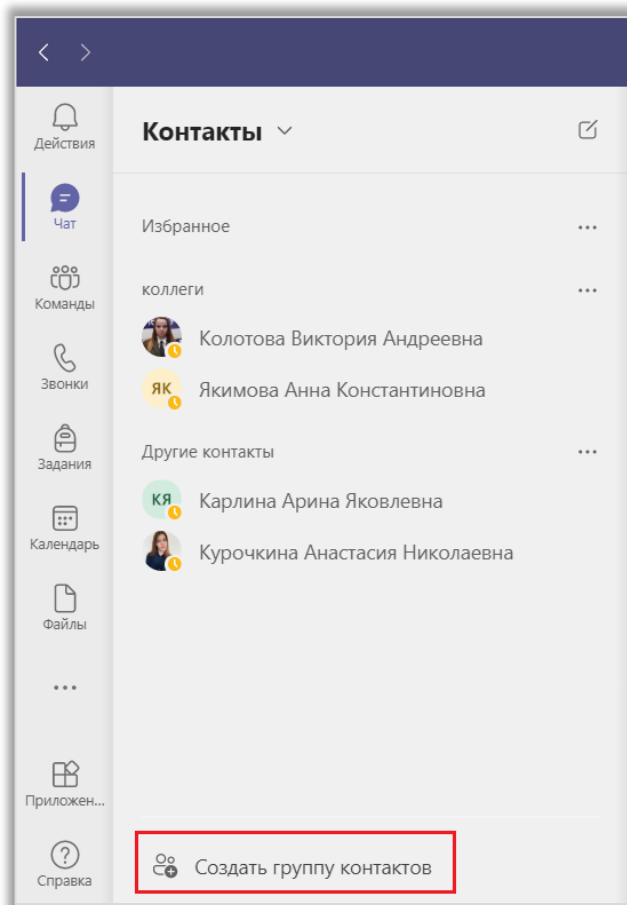 Действия
Чат
Команды
Звонки
Задания
Календарь
Файлы
Приложен...
Справка
Контакты
Избранное
коллеги
Колотова Виктория Андреевна
ЯК Якимова Анна Константиновна
Другие контакты
КЯ Карлина Арина Яковлевна
Курочкина Анастасия Николаевна
Создать группу контактов